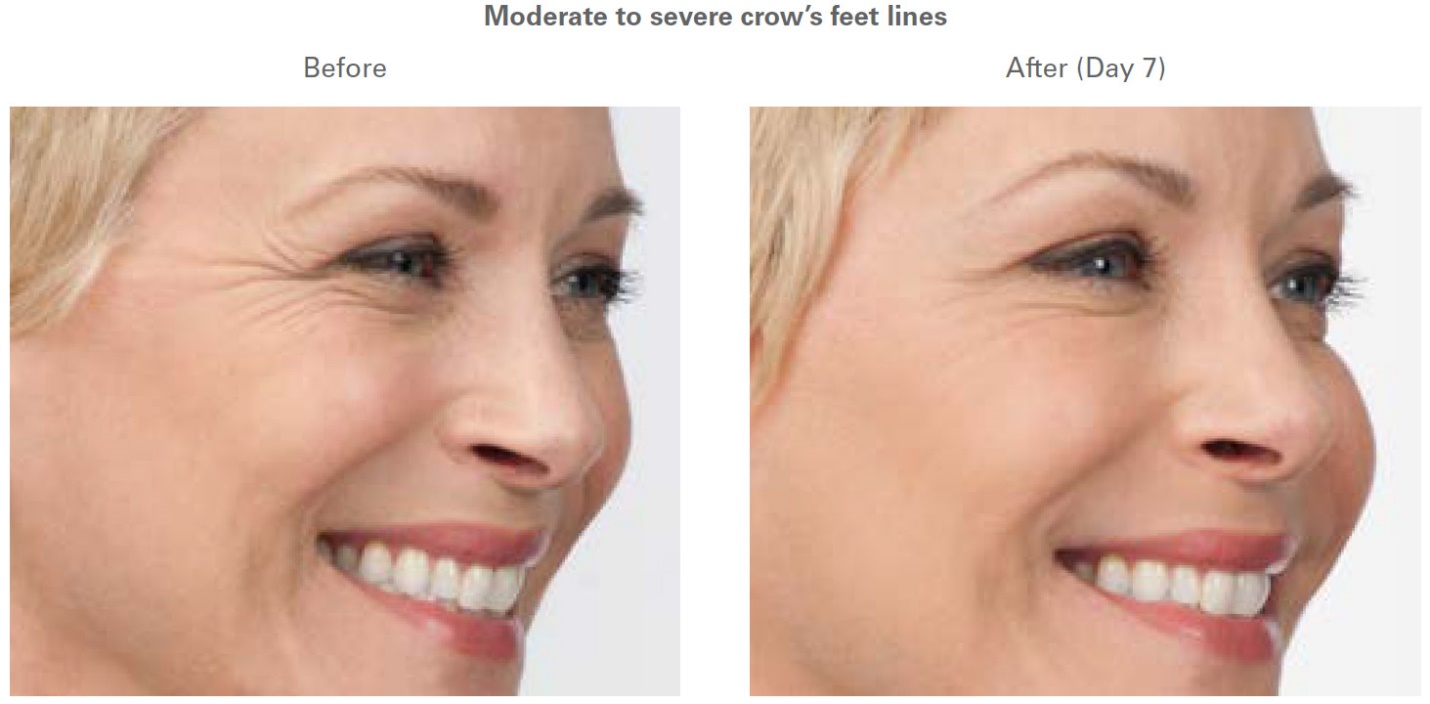 Moderate to severe crow’s feet lines
Before
After (Day 7)